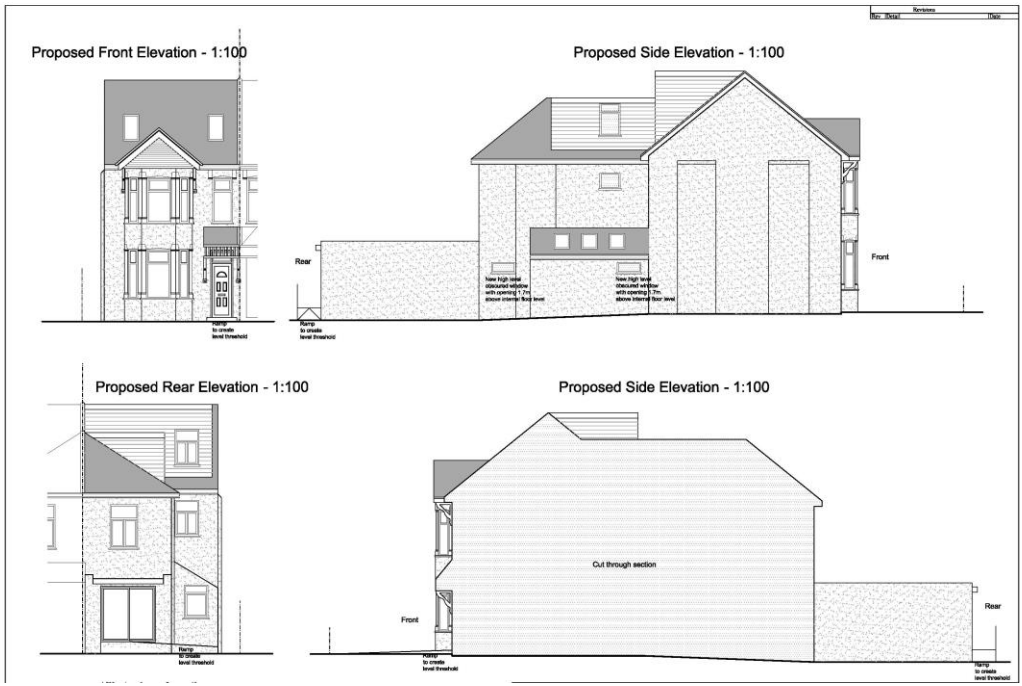 Revisions
Rev Detail Date
Proposed Front Elevation - 1:100
Proposed Side Elevation - 1:100
Rear
Front
New high level
obscured window
with opening 1.7m
above internal floor level
New high level
obscured window
with opening 1.7m
above internal floor level
Ramp
to create
level threshold
Ramp
to create
level threshold
Proposed Rear Elevation - 1:100
Proposed Side Elevation - 1:100
Cut through section
Front
Rear
Ramp
to create
level threshold
Ramp
to create
level threshold
Ramp
to create
level threshold